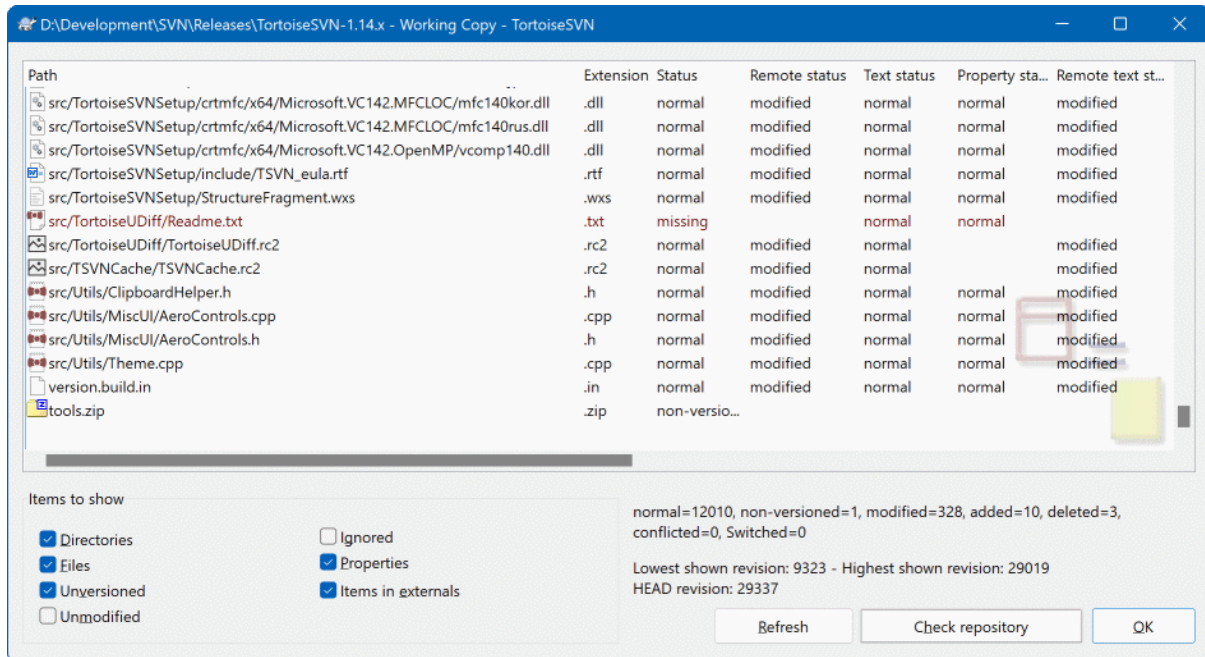 D:\Development\SVN\Releases\TortoiseSVN-1.14.x - Working Copy - TortoiseSVN
Path Extension Status Remote status Text status Property sta... Remote text st...
src/TortoiseSVNSetup/crtmfc/x64/Microsoft.VC142.MFCLOC/mfc140kor.dll .dll normal modified normal normal modified
src/TortoiseSVNSetup/crtmfc/x64/Microsoft.VC142.MFCLOC/mfc140rus.dll .dll normal modified normal normal modified
src/TortoiseSVNSetup/crtmfc/x64/Microsoft.VC142.OpenMP/vcomp140.dll .dll normal modified normal normal modified
src/TortoiseSVNSetup/include/TSVN_eula.rtf .rtf normal modified normal normal modified
src/TortoiseSVNSetup/StructureFragment.wxs .wxs normal modified normal normal modified
src/TortoiseUDiff/Readme.txt .txt missing normal normal
src/TortoiseUDiff/TortoiseUDiff.rc2 .rc2 normal modified normal modified
src/TSVNCache/TSVNCache.rc2 .rc2 normal modified normal modified
src/Utils/ClipboardHelper.h .h normal modified normal normal modified
src/Utils/MiscUI/AeroControls.cpp .cpp normal modified normal normal modified
src/Utils/MiscUI/AeroControls.h .h normal modified normal normal modified
src/Utils/Theme.cpp .cpp normal modified normal normal modified
version.build.in .in normal modified normal normal modified
tools.zip .zip non-versio...
Items to show
Directories
Files
Unversioned
Unmodified
Ignored
Properties
Items in externals
normal=12010, non-versioned=1, modified=328, added=10, deleted=3,
conflicted=0, Switched=0
Lowest shown revision: 9323 - Highest shown revision: 29019
HEAD revision: 29337
Refresh Check repository OK